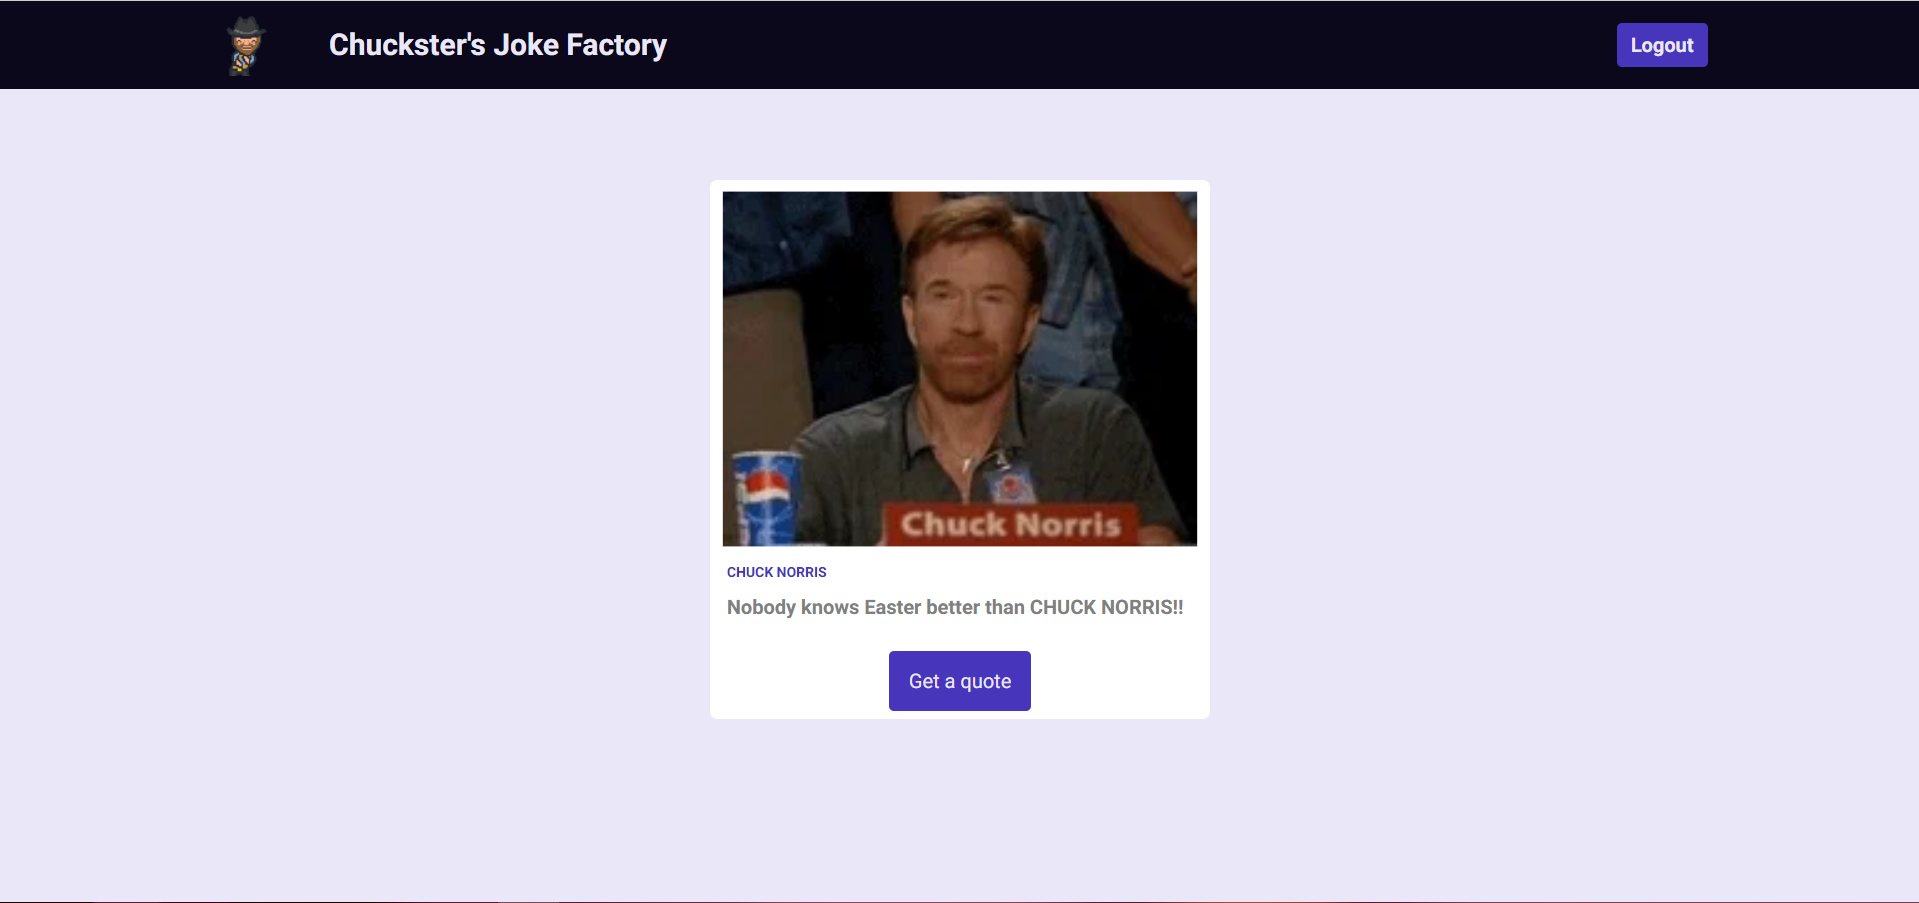 Chuckster's Joke Factory
Logout
Chuck Norris
CHUCK NORRIS
Nobody knows Easter better than CHUCK NORRIS!!
Get a quote